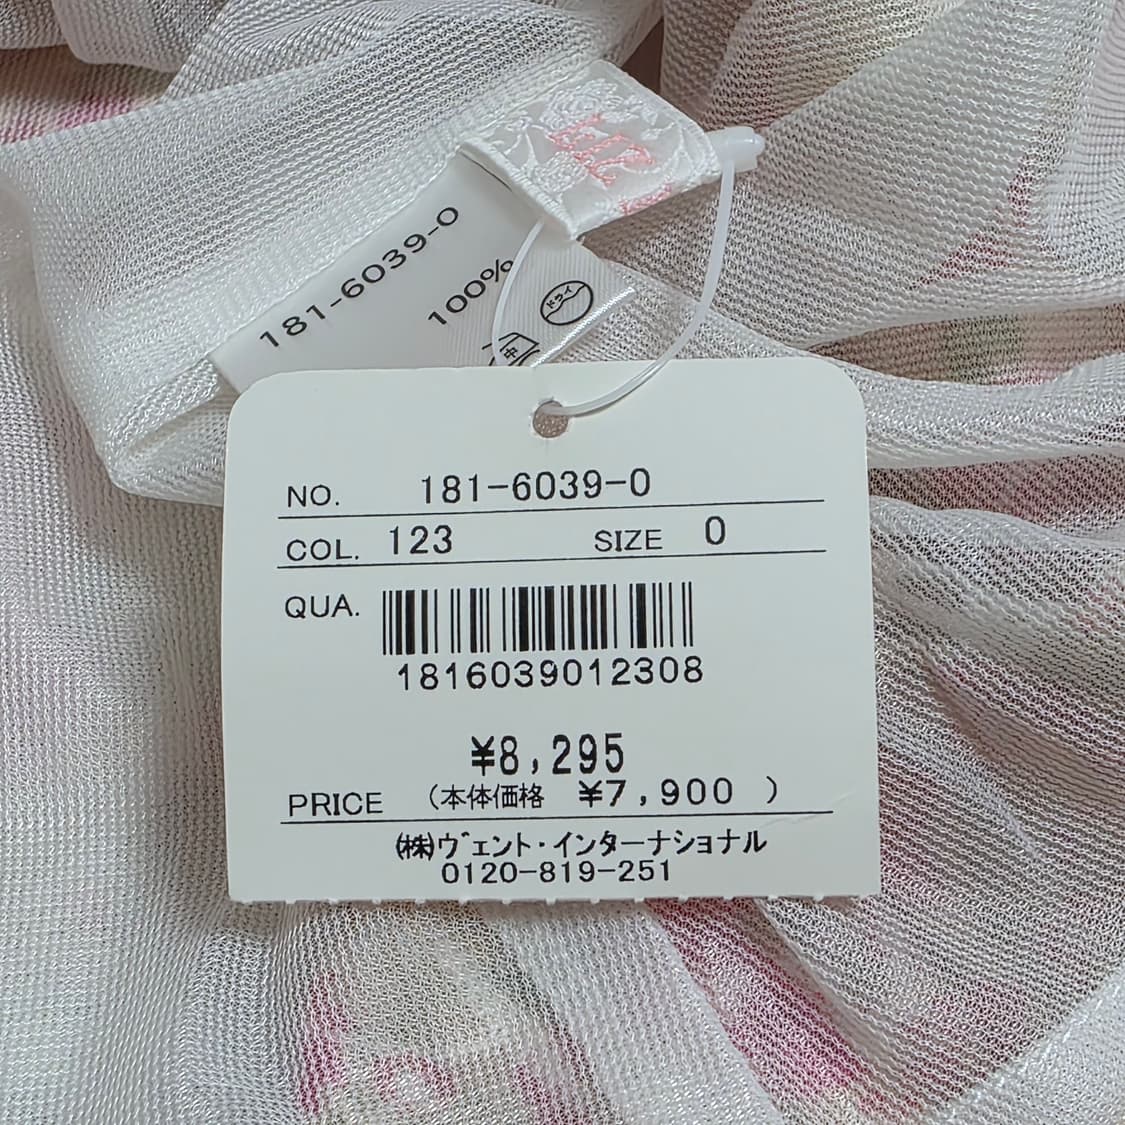 181-6039-0
100%
ドライ
中
NO. 181-6039-0
COL. 123 SIZE 0
QUA.
1816039012308
¥8,295
PRICE (本体価格 ¥7,900 )
(株)ヴェント・インターナショナル
0120-819-251